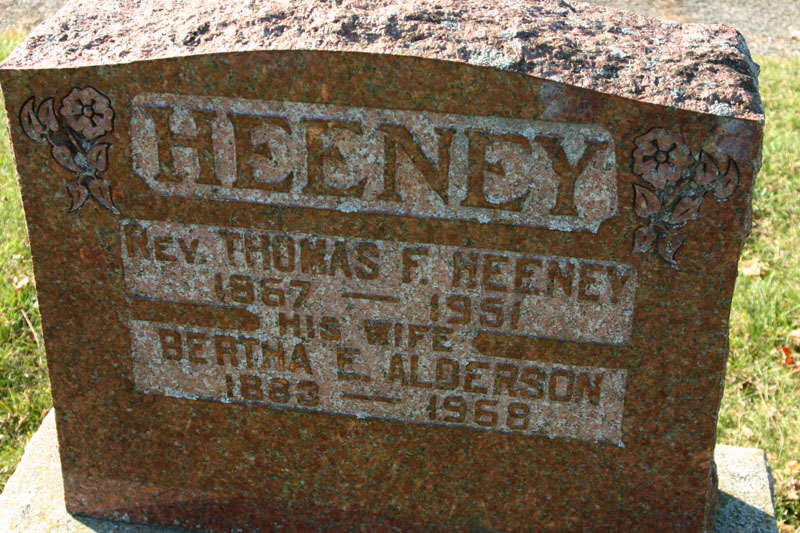 HEENEY
REV. THOMAS F. HEENEY
1867 — 1951
HIS WIFE
BERTHA E. ALDERSON
1883 — 1968